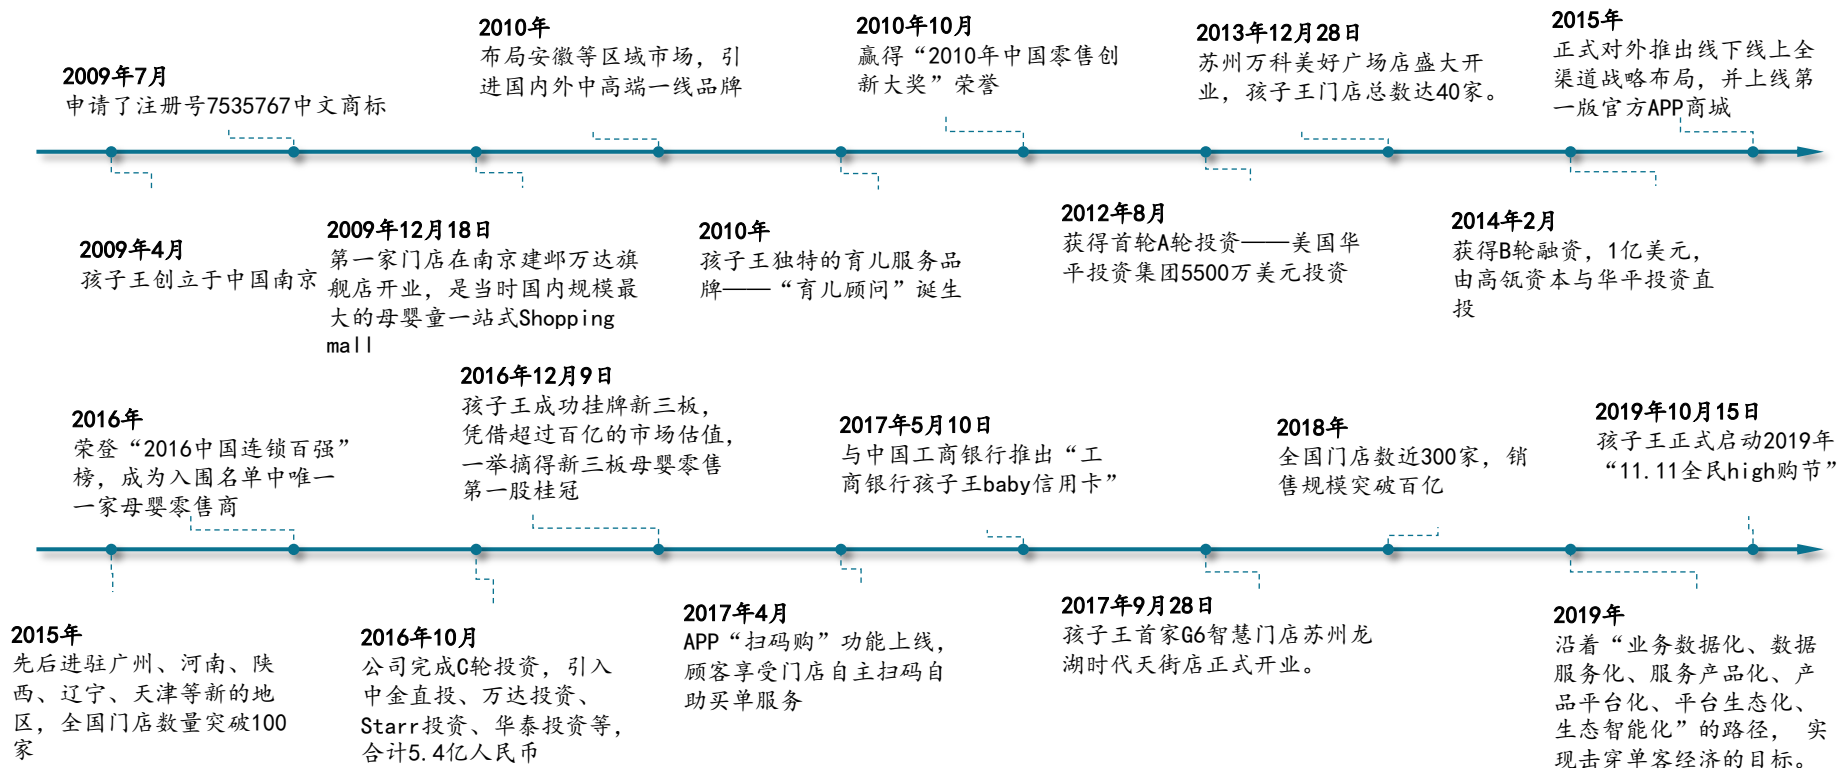 2009年7月
申请了注册号7535767中文商标
2010年
布局安徽等区域市场，引
进国内外中高端一线品牌
2010年10月
赢得“2010年中国零售创
新大奖”荣誉
2013年12月28日
苏州万科美好广场店盛大开
业，孩子王门店总数达40家。
2015年
正式对外推出线下线上全
渠道战略布局，并上线第
一版官方APP商城
2009年4月
孩子王创立于中国南京
2009年12月18日
第一家门店在南京建邺万达旗
舰店开业，是当时国内规模最
大的母婴童一站式Shopping
mall
2010年
孩子王独特的育儿服务品
牌——“育儿顾问”诞生
2012年8月
获得首轮A轮投资——美国华
平投资集团5500万美元投资
2014年2月
获得B轮融资，1亿美元，
由高瓴资本与华平投资直
投
2016年
荣登“2016中国连锁百强”
榜，成为入围名单中唯一
一家母婴零售商
2016年12月9日
孩子王成功挂牌新三板，
凭借超过百亿的市场估值，
一举摘得新三板母婴零售
第一股桂冠
2017年5月10日
与中国工商银行推出“工
商银行孩子王baby信用卡”
2018年
全国门店数近300家，销
售规模突破百亿
2019年10月15日
孩子王正式启动2019年
“11.11全民high购节”
2015年
先后进驻广州、河南、陕
西、辽宁、天津等新的地
区，全国门店数量突破100
家
2016年10月
公司完成C轮投资，引入
中金直投、万达投资、
Starr投资、华泰投资等，
合计5.4亿人民币
2017年4月
APP“扫码购”功能上线，
顾客享受门店自主扫码自
助买单服务
2017年9月28日
孩子王首家G6智慧门店苏州龙
湖时代天街店正式开业。
2019年
沿着“业务数据化、数据
服务化、服务产品化、产
品平台化、平台生态化、
生态智能化”的路径， 实
现击穿单客经济的目标。